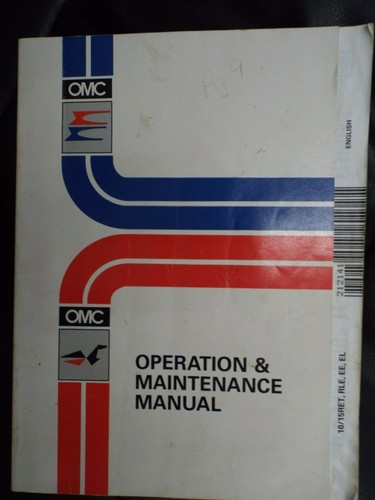 OMC
OMC
OPERATION &
MAINTENANCE
MANUAL
ENGLISH
212141
10/15RET, RLE, EE, EL